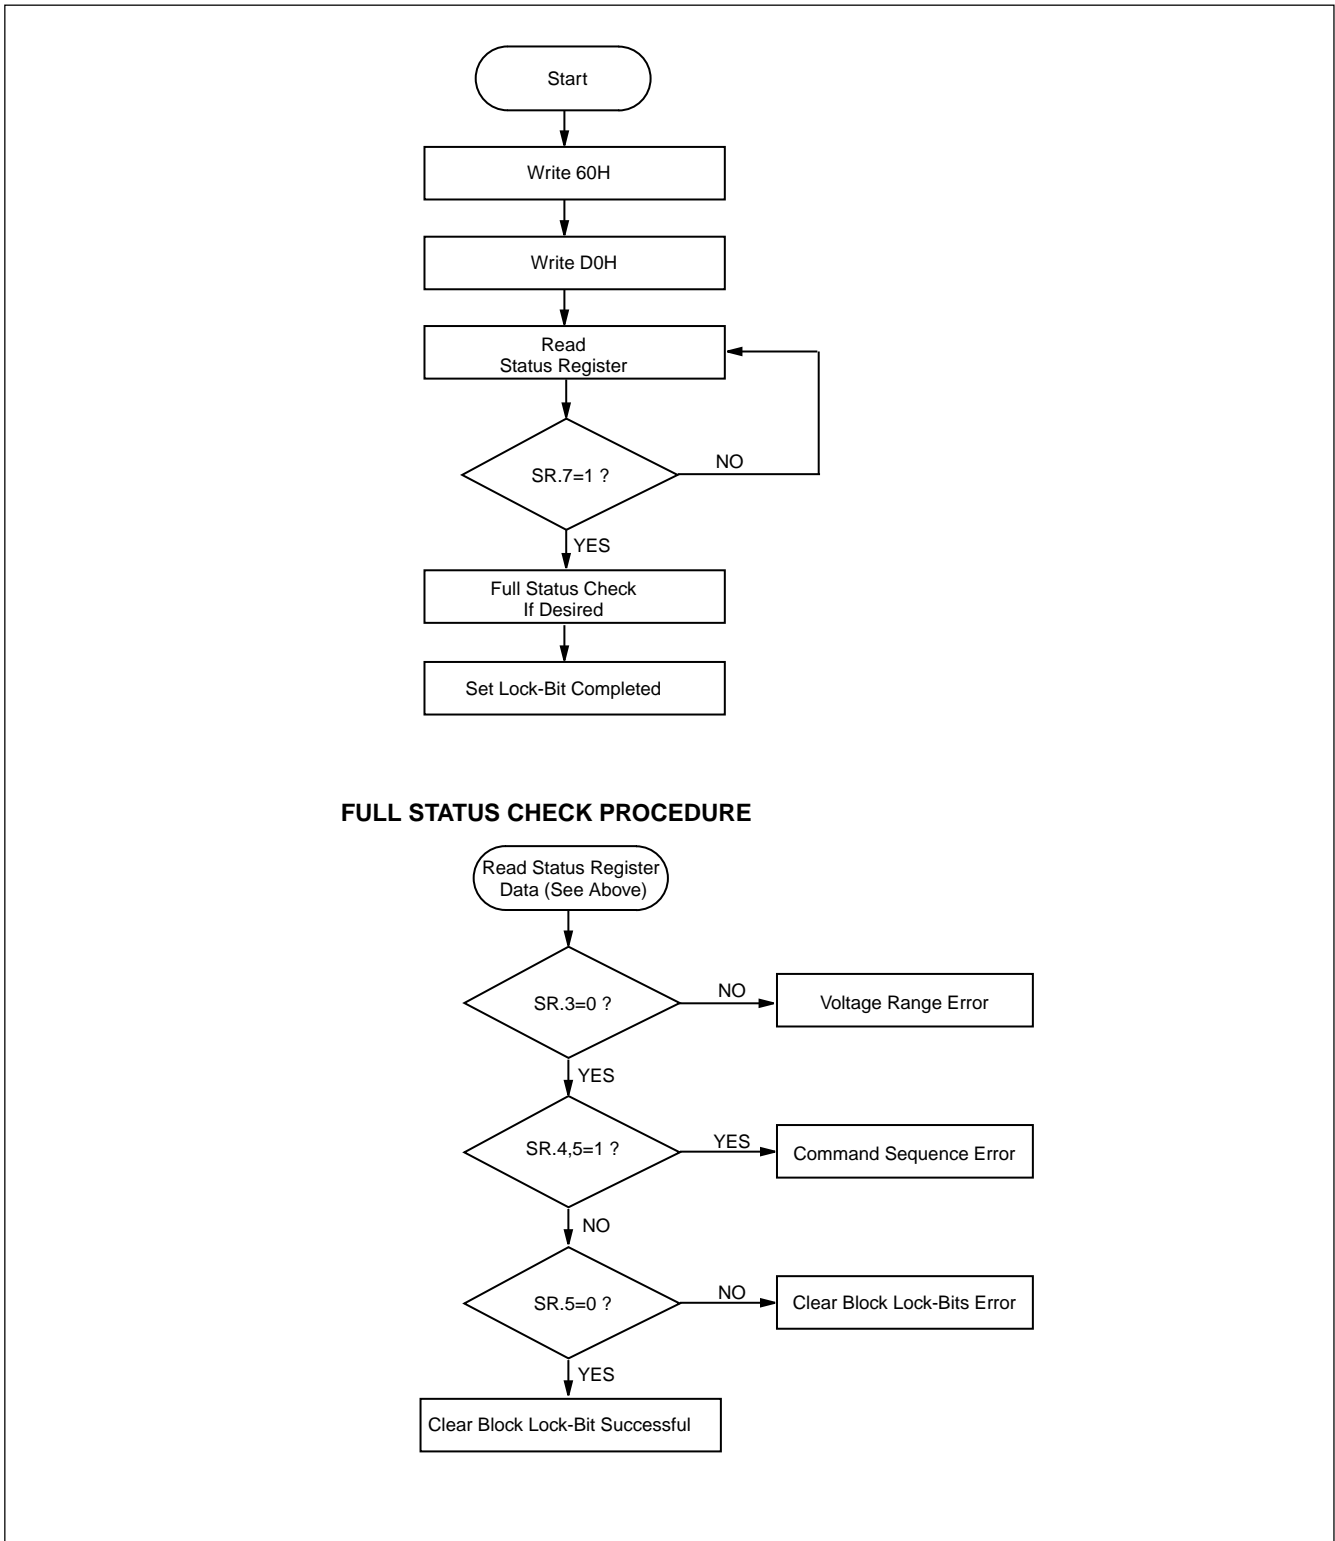 Start
Write 60H
Write D0H
Read
Status Register
SR.7=1 ?
NO
YES
Full Status Check
If Desired
Set Lock-Bit Completed
FULL STATUS CHECK PROCEDURE
Read Status Register
Data (See Above)
SR.3=0 ?
NO
Voltage Range Error
YES
SR.4,5=1 ?
YES
Command Sequence Error
NO
SR.5=0 ?
NO
Clear Block Lock-Bits Error
YES
Clear Block Lock-Bit Successful